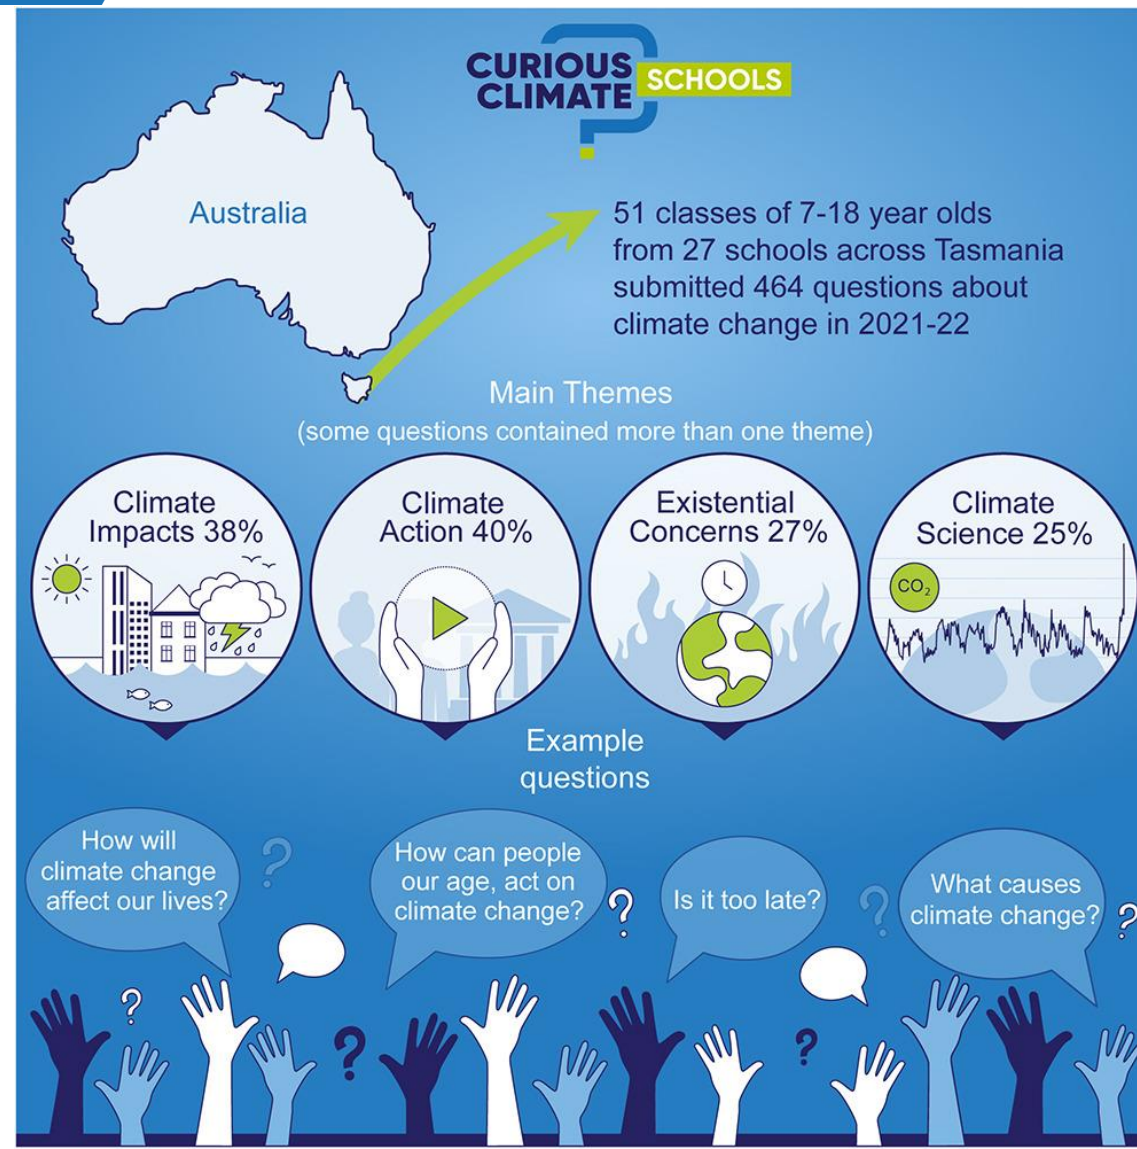 CURIOUS
CLIMATE
SCHOOLS
Australia
51 classes of 7-18 year olds
from 27 schools across Tasmania
submitted 464 questions about
climate change in 2021-22
Main Themes
(some questions contained more than one theme)
Climate
Impacts 38%
Climate
Action 40%
Existential
Concerns 27%
Climate
Science 25%
CO₂
Example
questions
How will
climate change
affect our lives?
?
How can people
our age, act on
climate change?
?
Is it too late?
?
What causes
climate change?
?
?
?
?